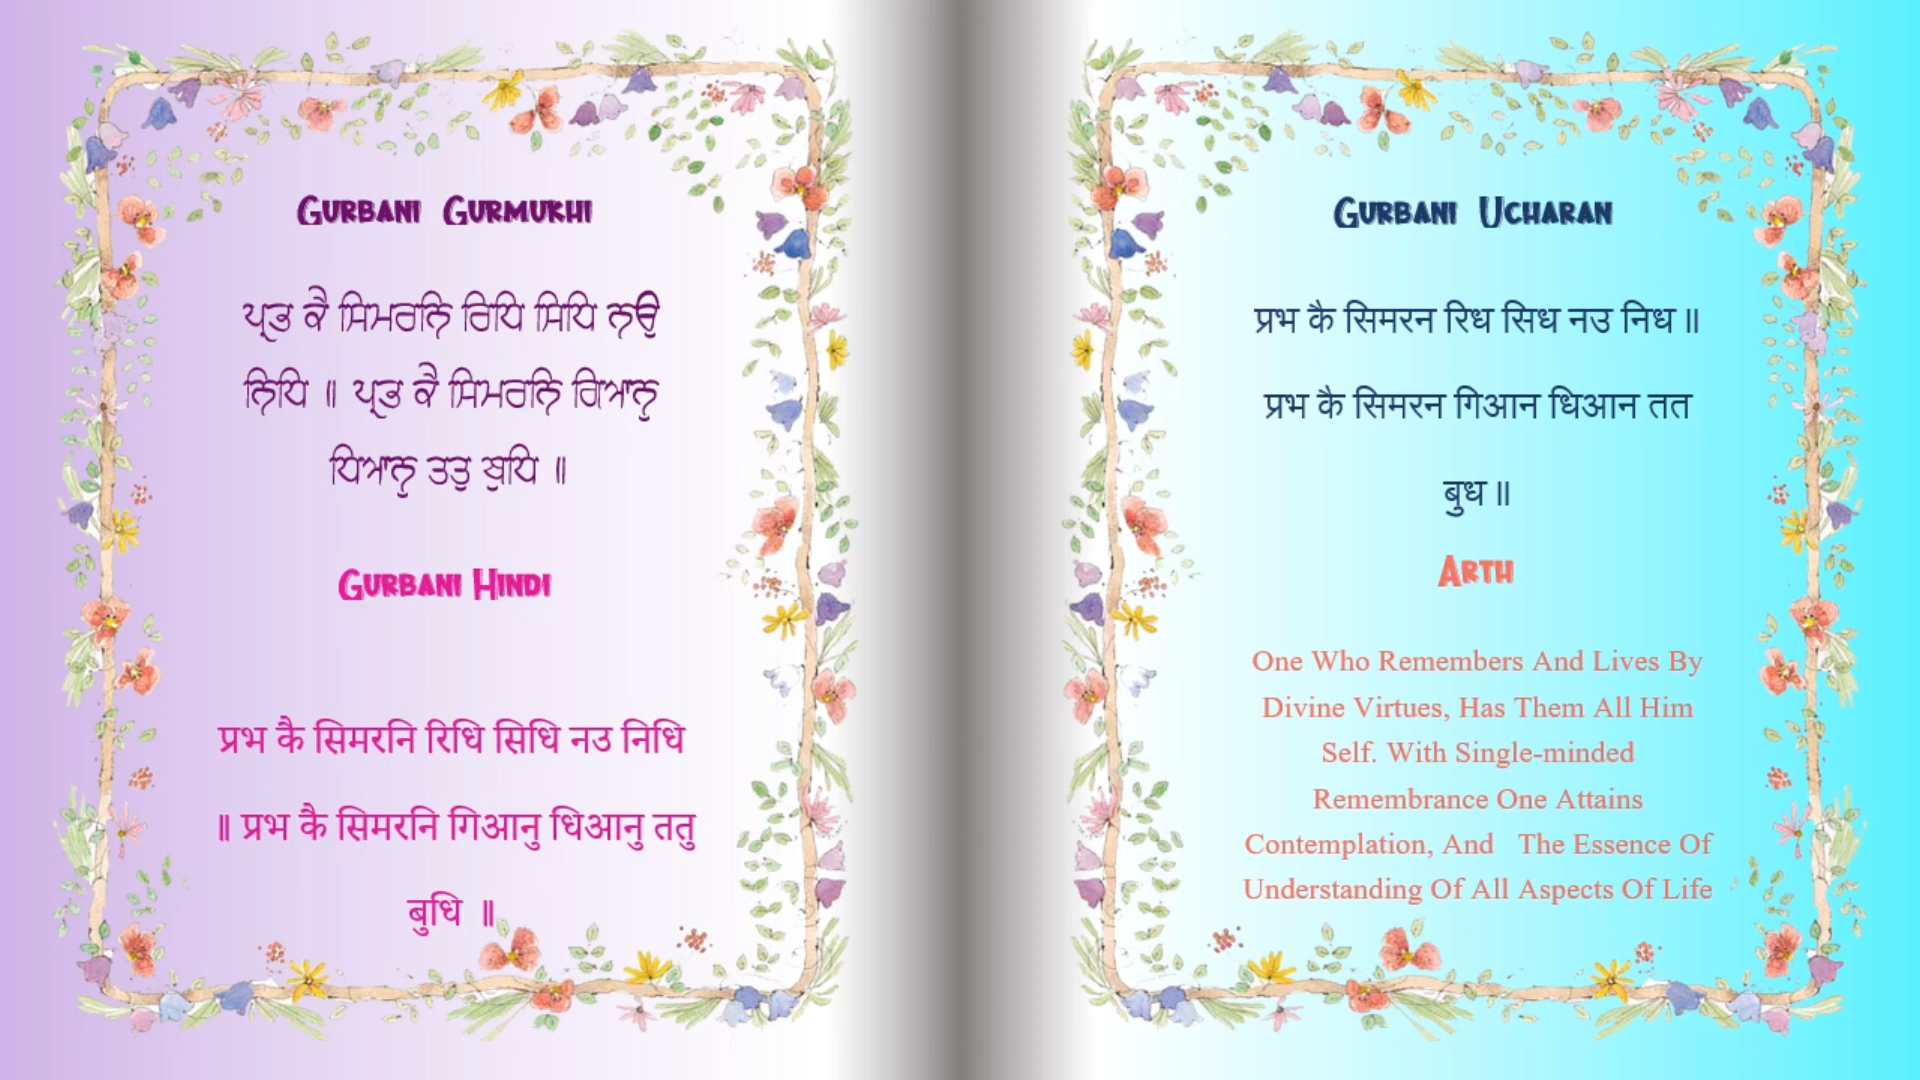 Gurbani Gurmukhi
ਪ੍ਰਭ ਕੈ ਸਿਮਰਨਿ ਰਿਧਿ ਸਿਧਿ ਨਉ
ਨਿਧਿ ॥ ਪ੍ਰਭ ਕੈ ਸਿਮਰਨਿ ਗਿਆਨੁ
ਧਿਆਨੁ ਤਤੁ ਬੁਧਿ ॥
Gurbani Hindi
प्रभ कै सिमरनि रिधि सिधि नउ निधि
॥ प्रभ कै सिमरनि गिआनु धिआनु ततु
बुधि ॥
Gurbani Ucharan
प्रभ कै सिमरन रिध सिध नउ निध ॥
प्रभ कै सिमरन गिआन धिआन तत
बुध ॥
Arth
One Who Remembers And Lives By
Divine Virtues, Has Them All Him
Self. With Single-minded
Remembrance One Attains
Contemplation, And The Essence Of
Understanding Of All Aspects Of Life